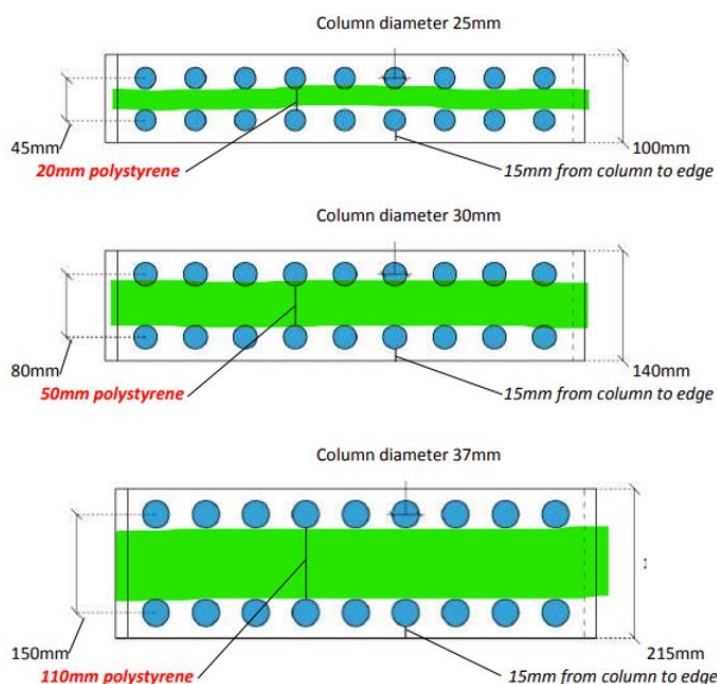 Column diameter 25mm
45mm
100mm
20mm polystyrene
15mm from column to edge
Column diameter 30mm
80mm
140mm
50mm polystyrene
15mm from column to edge
Column diameter 37mm
150mm
215mm
110mm polystyrene
15mm from column to edge